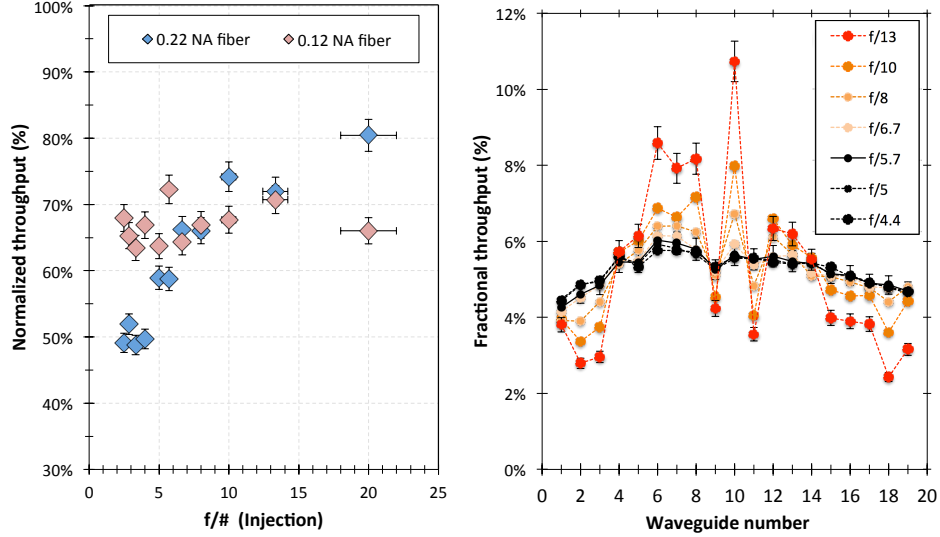 100%
90%
80%
70%
60%
50%
40%
30%
Normalized throughput (%)
0.22 NA fiber
0.12 NA fiber
0 5 10 15 20 25
f/# (Injection)
12%
10%
8%
6%
4%
2%
0%
Fractional throughput (%)
f/13
f/10
f/8
f/6.7
f/5.7
f/5
f/4.4
0 2 4 6 8 10 12 14 16 18 20
Waveguide number